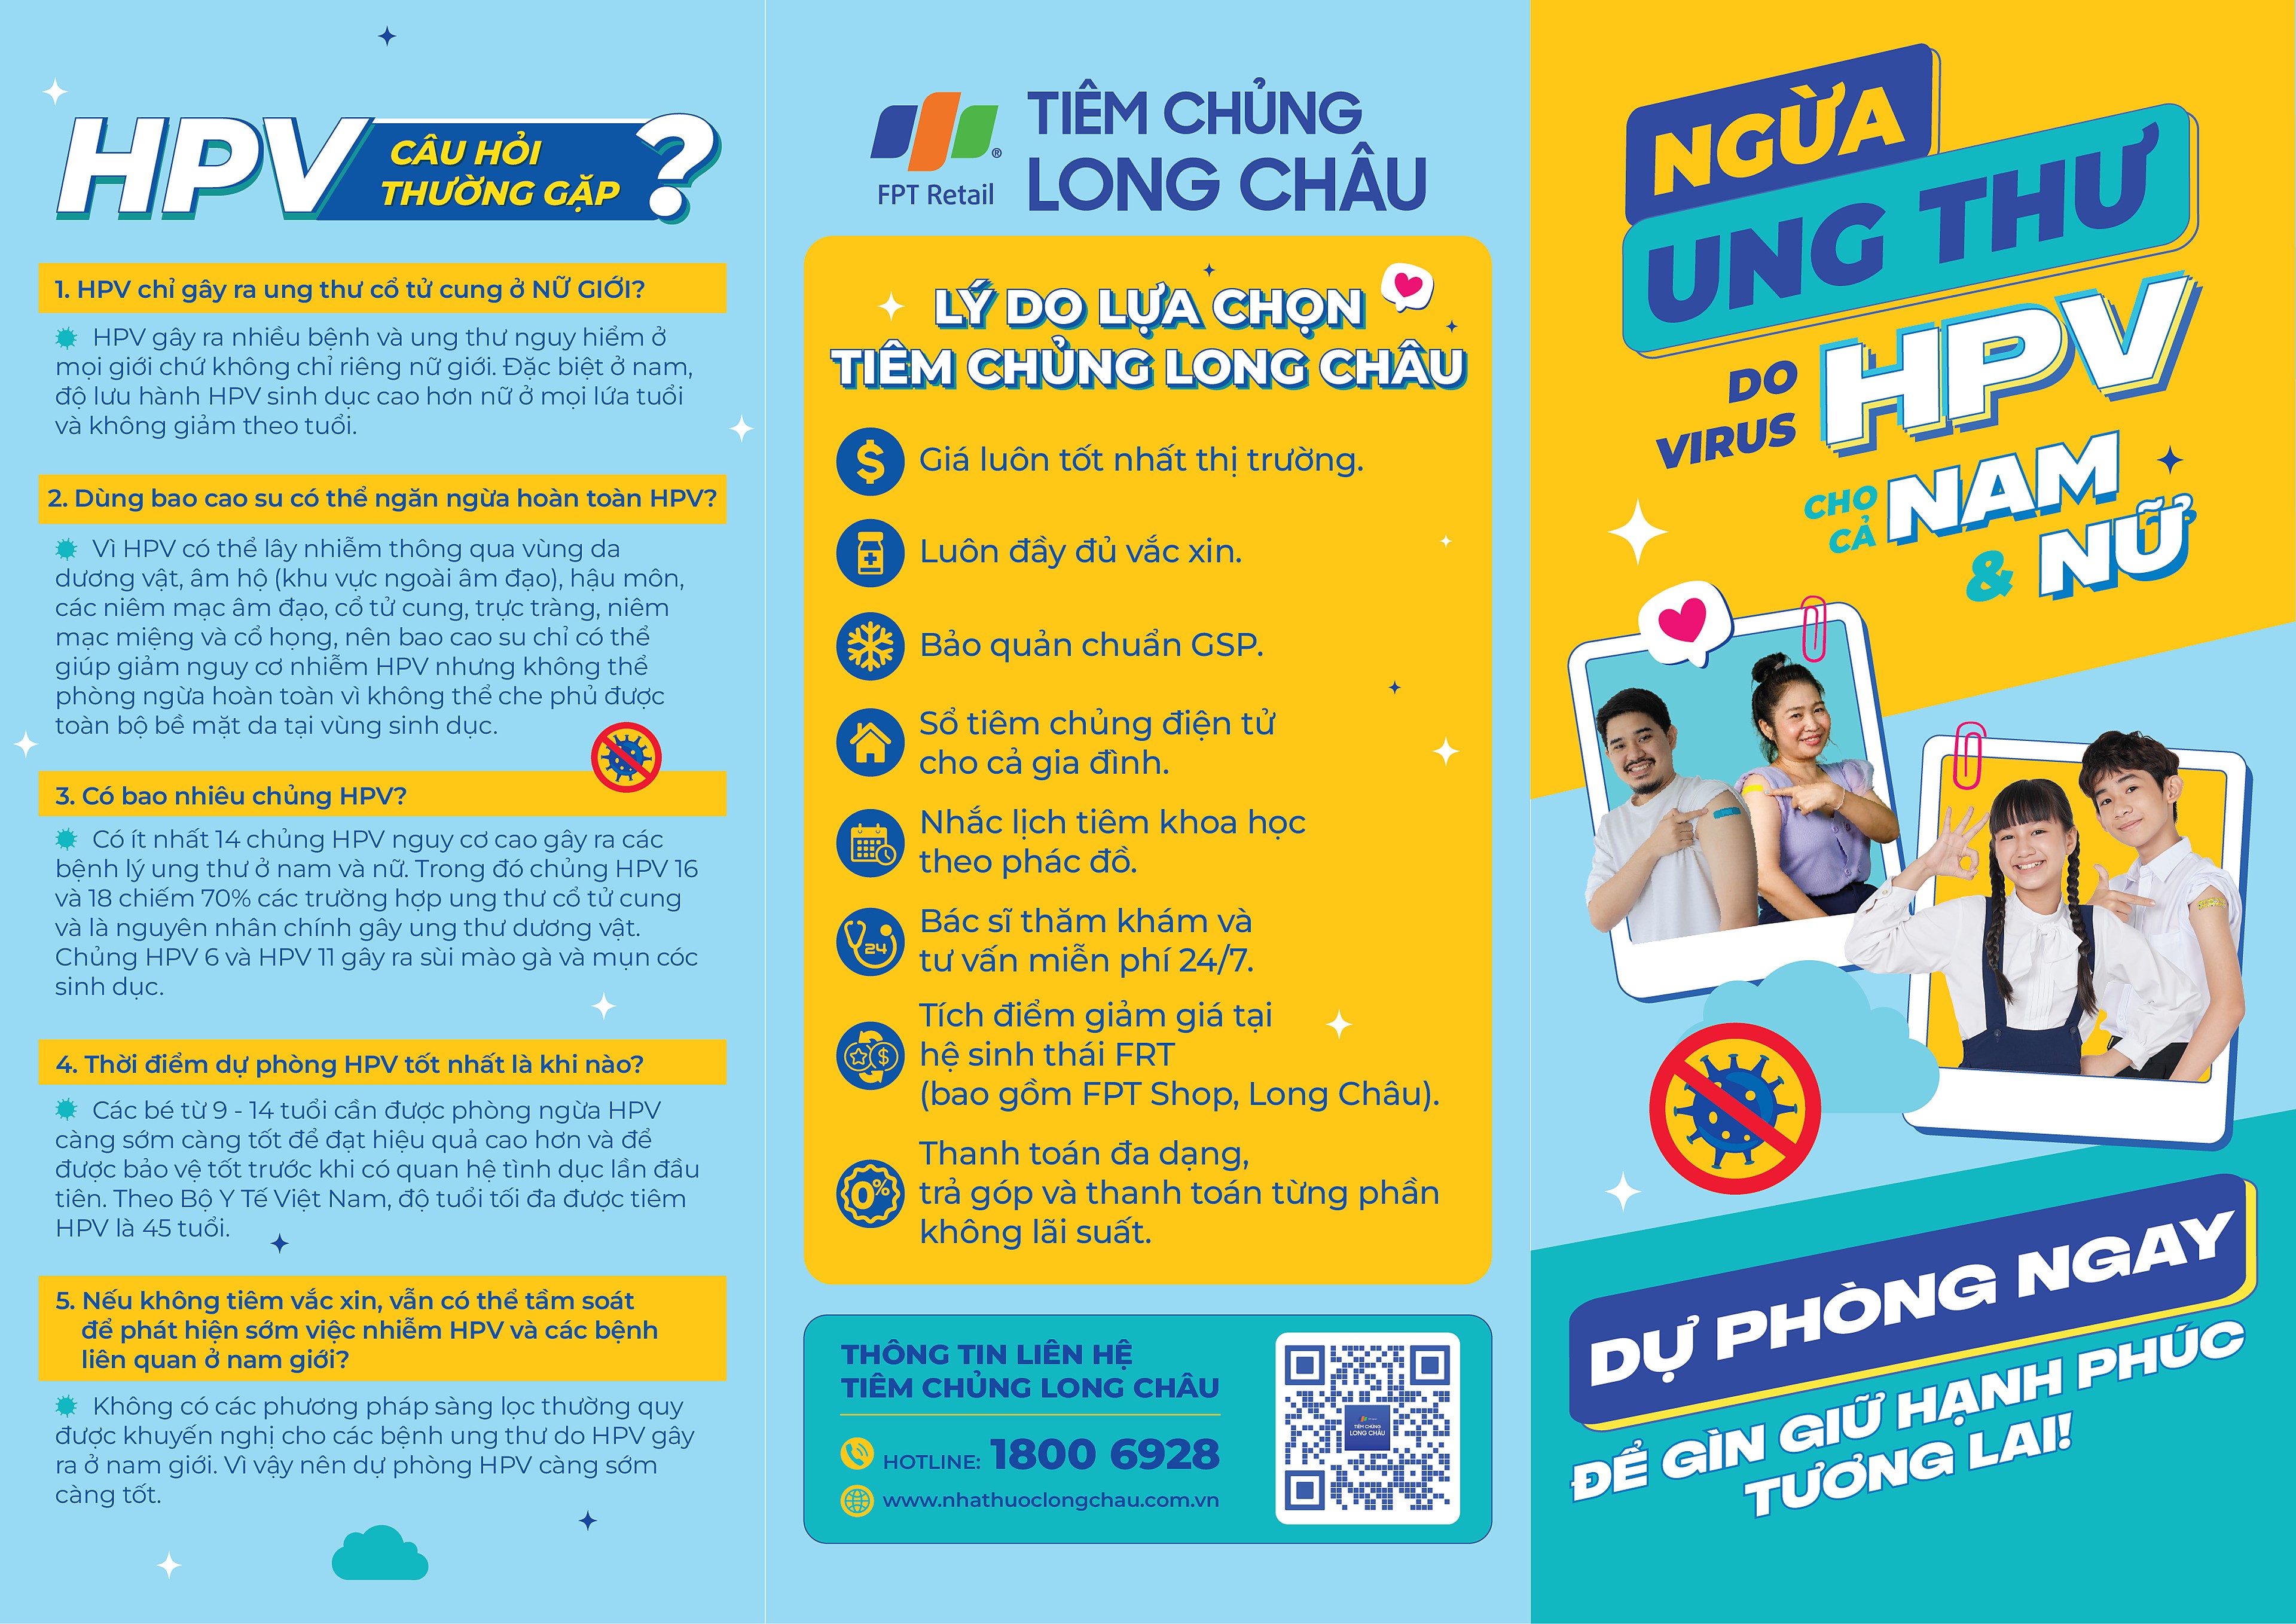 HPV
CÂU HỎI
THƯỜNG GẶP
?
1. HPV chỉ gây ra ung thư cổ tử cung ở NỮ GIỚI?
HPV gây ra nhiều bệnh và ung thư nguy hiểm ở
mọi giới chứ không chỉ riêng nữ giới. Đặc biệt ở nam,
độ lưu hành HPV sinh dục cao hơn nữ ở mọi lứa tuổi
và không giảm theo tuổi.
2. Dùng bao cao su có thể ngăn ngừa hoàn toàn HPV?
Vì HPV có thể lây nhiễm thông qua vùng da
dương vật, âm hộ (khu vực ngoài âm đạo), hậu môn,
các niêm mạc âm đạo, cổ tử cung, trực tràng, niêm
mạc miệng và cổ họng, nên bao cao su chỉ có thể
giúp giảm nguy cơ nhiễm HPV nhưng không thể
phòng ngừa hoàn toàn vì không thể che phủ được
toàn bộ bề mặt da tại vùng sinh dục.
3. Có bao nhiêu chủng HPV?
Có ít nhất 14 chủng HPV nguy cơ cao gây ra các
bệnh lý ung thư ở nam và nữ. Trong đó chủng HPV 16
và 18 chiếm 70% các trường hợp ung thư cổ tử cung
và là nguyên nhân chính gây ung thư dương vật.
Chủng HPV 6 và HPV 11 gây ra sùi mào gà và mụn cóc
sinh dục.
4. Thời điểm dự phòng HPV tốt nhất là khi nào?
Các bé từ 9 - 14 tuổi cần được phòng ngừa HPV
càng sớm càng tốt để đạt hiệu quả cao hơn và để
được bảo vệ tốt trước khi có quan hệ tình dục lần đầu
tiên. Theo Bộ Y Tế Việt Nam, độ tuổi tối đa được tiêm
HPV là 45 tuổi.
5. Nếu không tiêm vắc xin, vẫn có thể tầm soát
để phát hiện sớm việc nhiễm HPV và các bệnh
liên quan ở nam giới?
Không có các phương pháp sàng lọc thường quy
được khuyến nghị cho các bệnh ung thư do HPV gây
ra ở nam giới. Vì vậy nên dự phòng HPV càng sớm
càng tốt.
®
FPT Retail
TIÊM CHỦNG
LONG CHÂU
LÝ DO LỰA CHỌN
TIÊM CHỦNG LONG CHÂU
$
Giá luôn tốt nhất thị trường.
Luôn đầy đủ vắc xin.
Bảo quản chuẩn GSP.
Sổ tiêm chủng điện tử
cho cả gia đình.
Nhắc lịch tiêm khoa học
theo phác đồ.
24
Bác sĩ thăm khám và
tư vấn miễn phí 24/7.
$
Tích điểm giảm giá tại
hệ sinh thái FRT
(bao gồm FPT Shop, Long Châu).
0%
Thanh toán đa dạng,
trả góp và thanh toán từng phần
không lãi suất.
THÔNG TIN LIÊN HỆ
TIÊM CHỦNG LONG CHÂU
HOTLINE: 1800 6928
www.nhathuoclongchau.com.vn
TIÊM CHỦNG
LONG CHÂU
NGỪA
UNG THƯ
DO
VIRUS
HPV
CHO
CẢ
NAM
& NỮ
DỰ PHÒNG NGAY
ĐỂ GÌN GIỮ HẠNH PHÚC
TƯƠNG LAI!